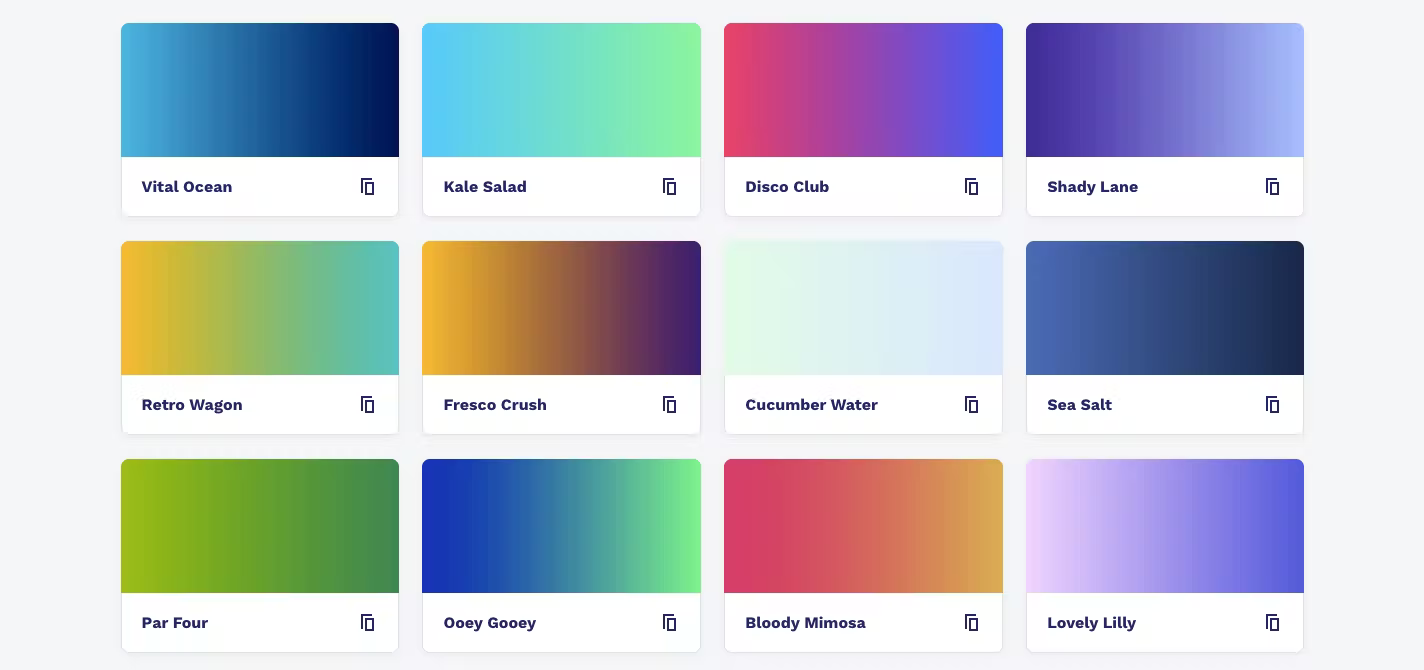 Vital Ocean
Kale Salad
Disco Club
Shady Lane
Retro Wagon
Fresco Crush
Cucumber Water
Sea Salt
Par Four
Ooey Gooey
Bloody Mimosa
Lovely Lilly